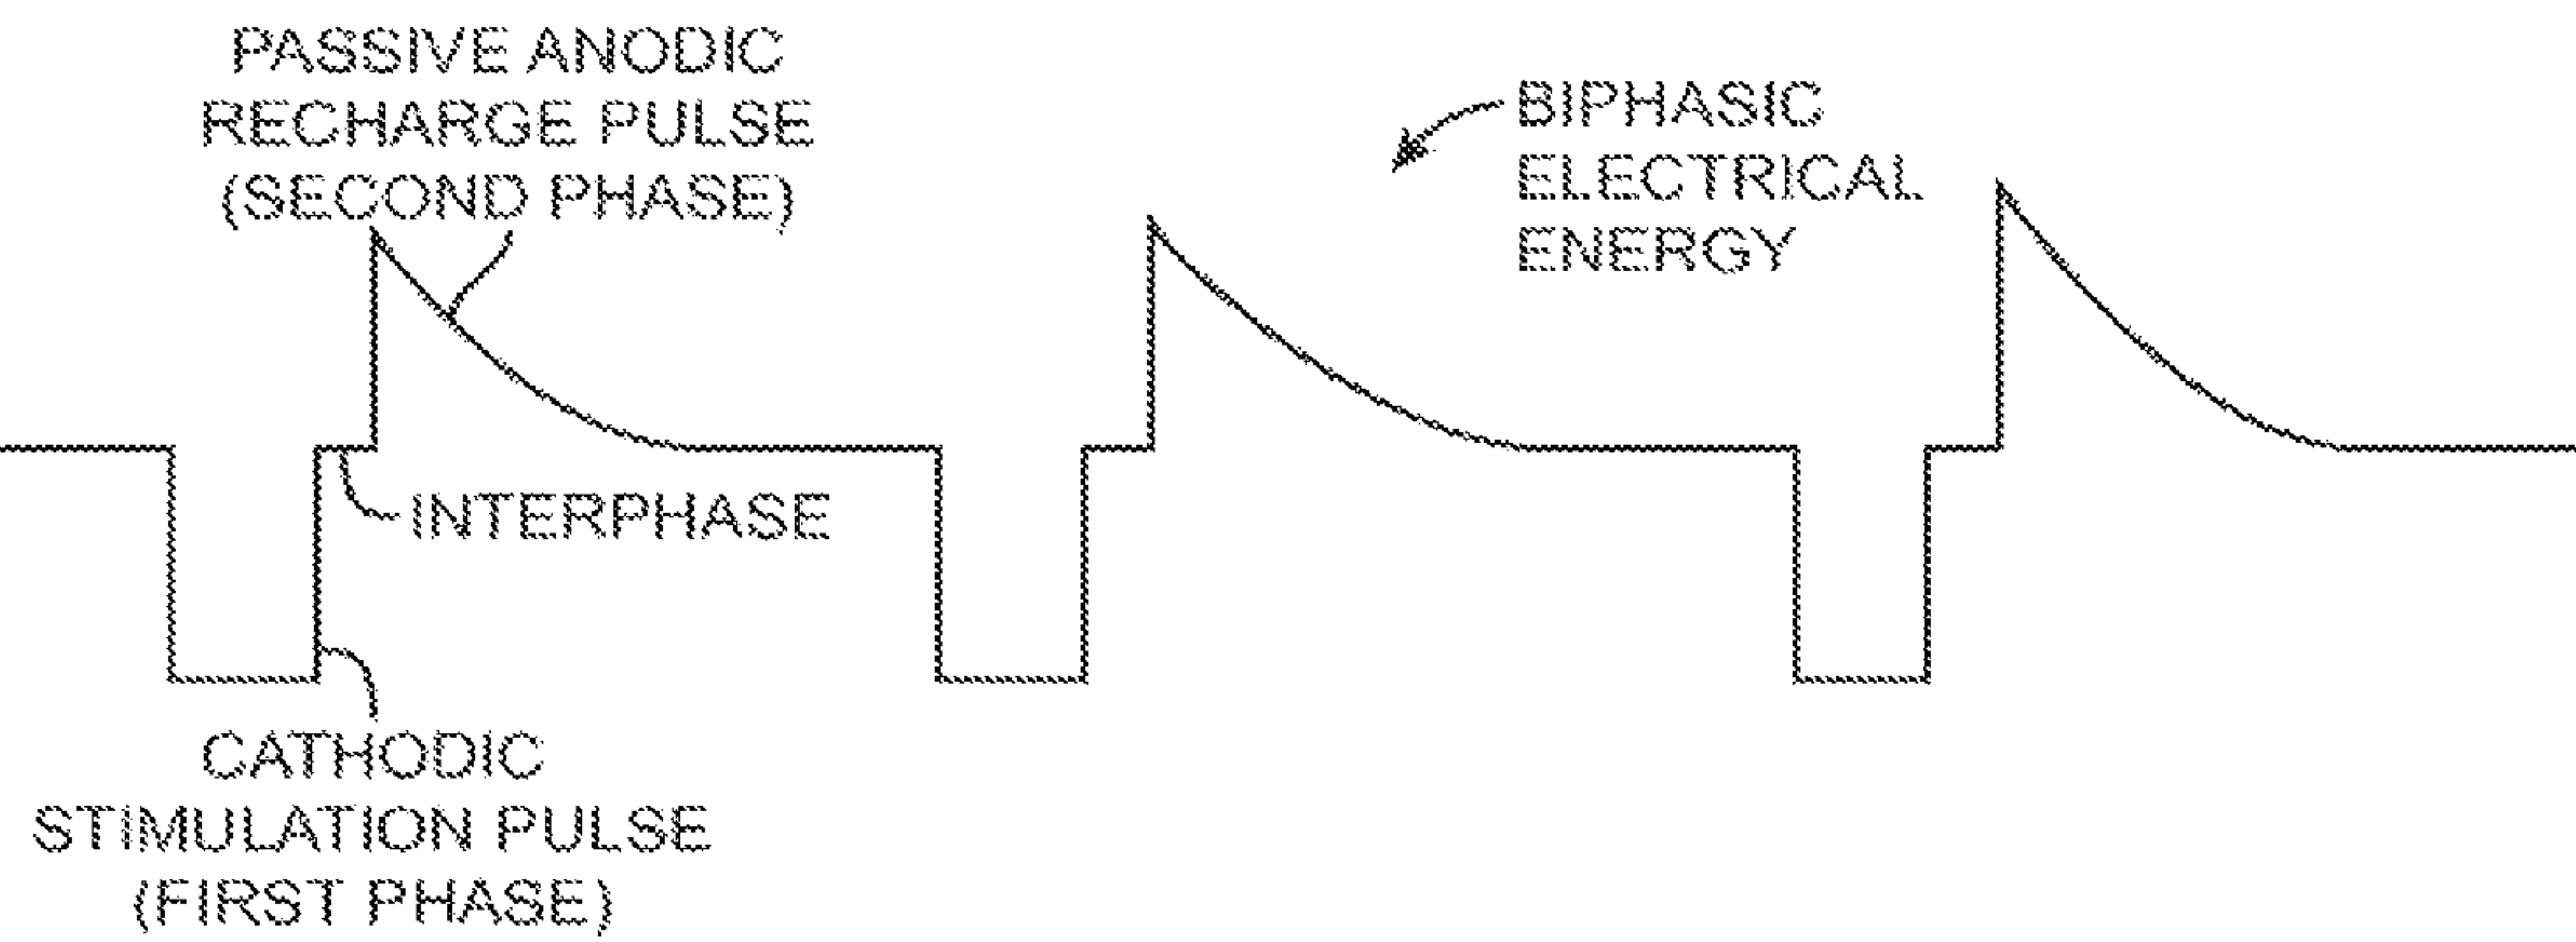 PASSIVE ANODIC
RECHARGE PULSE
(SECOND PHASE)
BIPHASIC
ELECTRICAL
ENERGY
INTERPHASE
CATHODIC
STIMULATION PULSE
(FIRST PHASE)